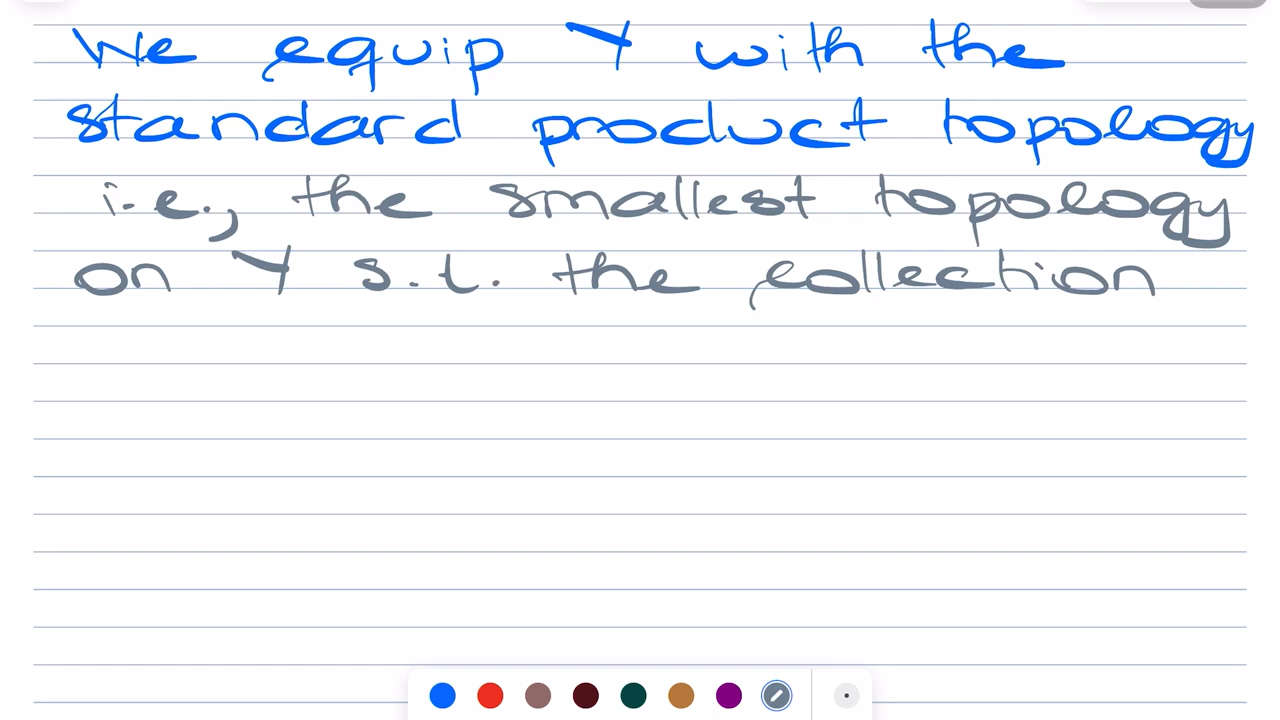 We equip Y with the
standard product topology
i.e., the smallest topology
on Y s.t. the collection